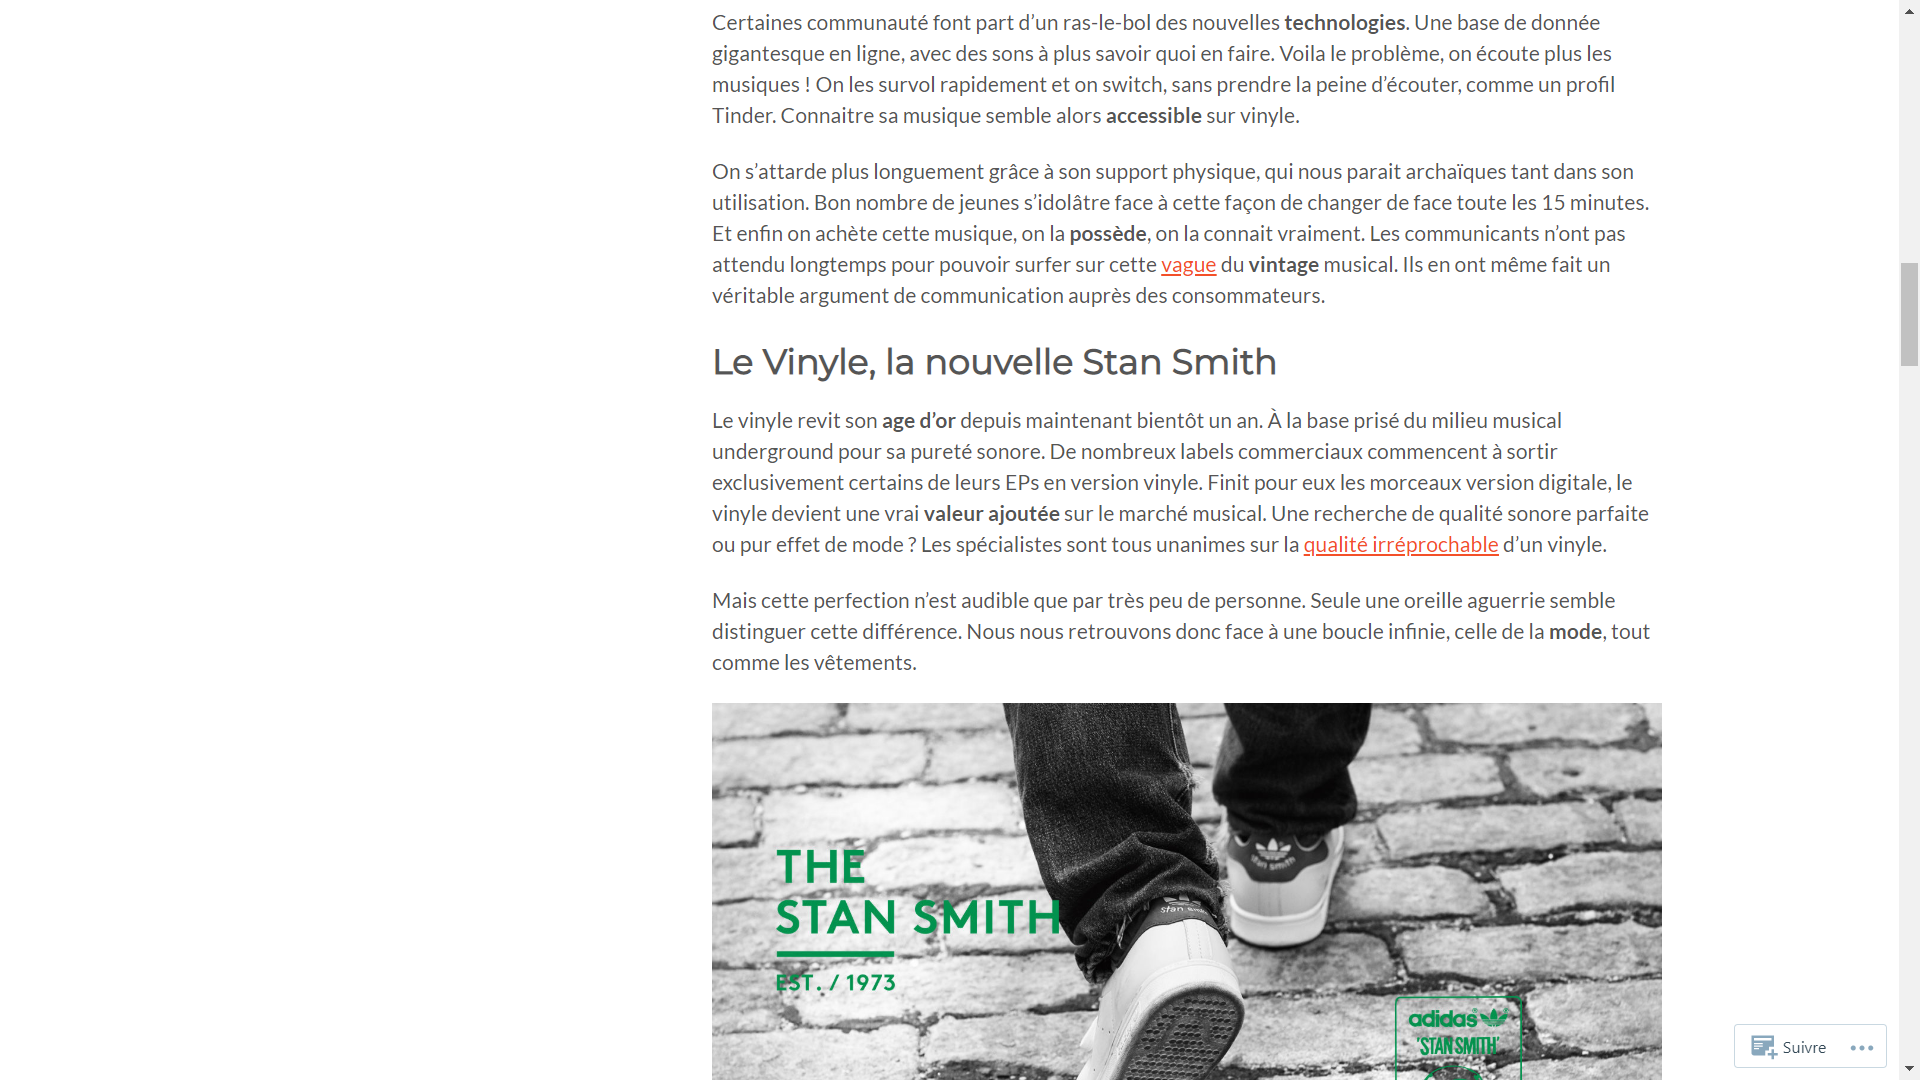 Certaines communauté font part d’un ras-le-bol des nouvelles technologies. Une base de donnée
gigantesque en ligne, avec des sons à plus savoir quoi en faire. Voila le problème, on écoute plus les
musiques ! On les survol rapidement et on switch, sans prendre la peine d’écouter, comme un profil
Tinder. Connaitre sa musique semble alors accessible sur vinyle.
On s’attarde plus longuement grâce à son support physique, qui nous parait archaïques tant dans son
utilisation. Bon nombre de jeunes s’idolâtre face à cette façon de changer de face toute les 15 minutes.
Et enfin on achète cette musique, on la possède, on la connait vraiment. Les communicants n’ont pas
attendu longtemps pour pouvoir surfer sur cette vague du vintage musical. Ils en ont même fait un
véritable argument de communication auprès des consommateurs.
Le Vinyle, la nouvelle Stan Smith
Le vinyle revit son age d’or depuis maintenant bientôt un an. À la base prisé du milieu musical
underground pour sa pureté sonore. De nombreux labels commerciaux commencent à sortir
exclusivement certains de leurs EPs en version vinyle. Finit pour eux les morceaux version digitale, le
vinyle devient une vrai valeur ajoutée sur le marché musical. Une recherche de qualité sonore parfaite
ou pur effet de mode ? Les spécialistes sont tous unanimes sur la qualité irréprochable d’un vinyle.
Mais cette perfection n’est audible que par très peu de personne. Seule une oreille aguerrie semble
distinguer cette différence. Nous nous retrouvons donc face à une boucle infinie, celle de la mode, tout
comme les vêtements.
THE
STAN SMITH
EST. / 1973
stan smith
stan smith
adidas
'STAN SMITH'
Suivre